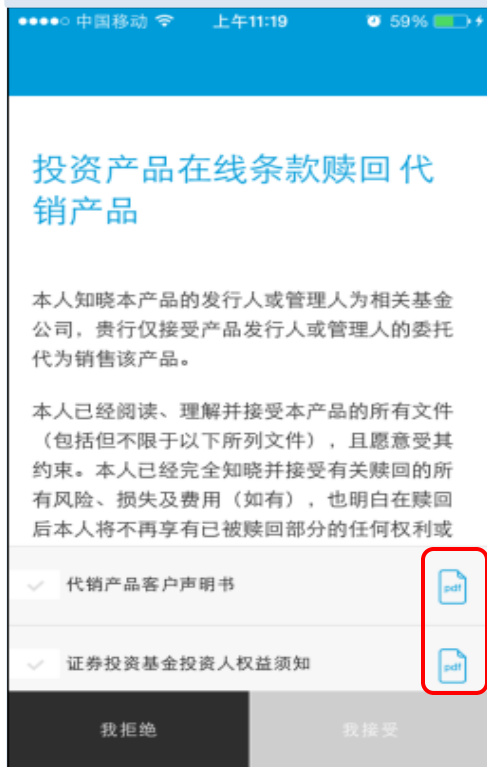 中国移动 上午11:19 59%
投资产品在线条款赎回 代
销产品
本人知晓本产品的发行人或管理人为相关基金
公司，贵行仅接受产品发行人或管理人的委托
代为销售该产品。
本人已经阅读、理解并接受本产品的所有文件
（包括但不限于以下所列文件），且愿意受其
约束。本人已经完全知晓并接受有关赎回的所
有风险、损失及费用（如有），也明白在赎回
后本人将不再享有已被赎回部分的任何权利或
代销产品客户声明书 pdf
证券投资基金投资人权益须知 pdf
我拒绝 我接受